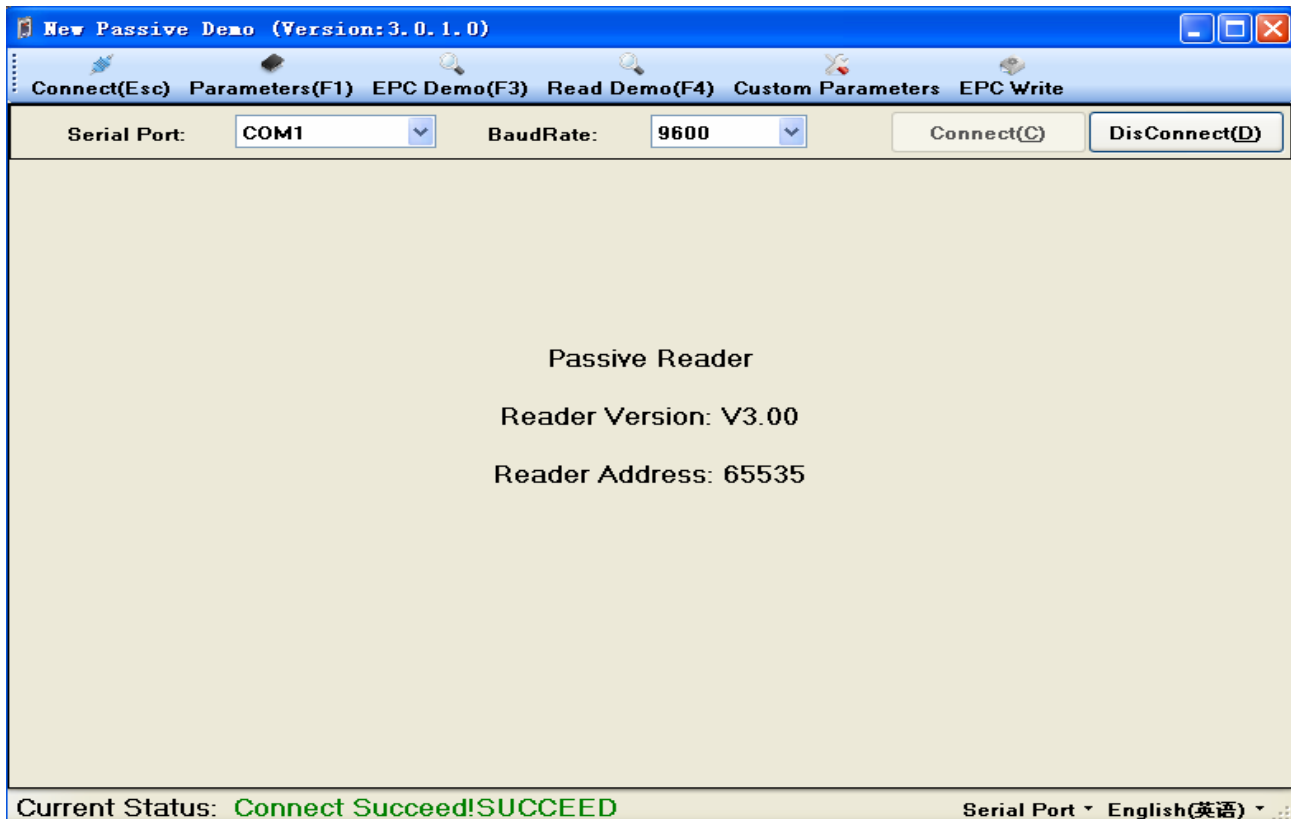 New Passive Demo (Version:3.0.1.0)
Connect(Esc) Parameters(F1) EPC Demo(F3) Read Demo(F4) Custom Parameters EPC Write
Serial Port: COM1 BaudRate: 9600 Connect(C) DisConnect(D)
Passive Reader
Reader Version: V3.00
Reader Address: 65535
Current Status: Connect Succeed!SUCCEED Serial Port English(英语)